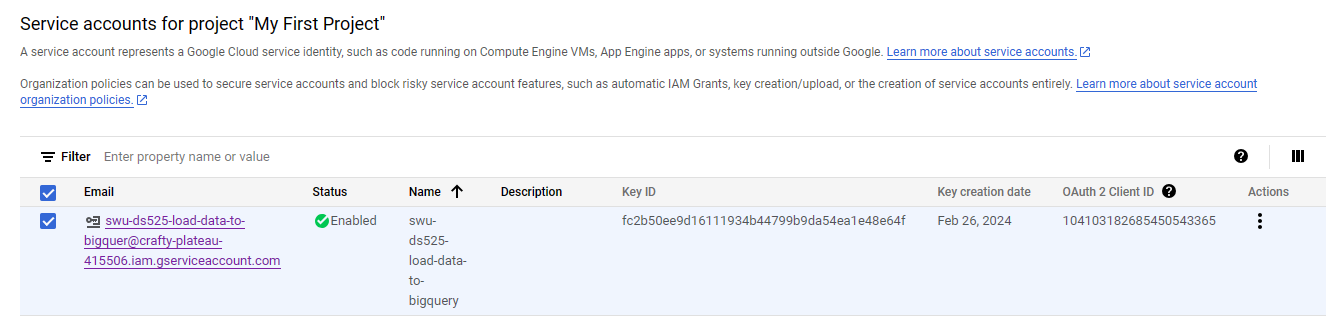 Service accounts for project "My First Project"
A service account represents a Google Cloud service identity, such as code running on Compute Engine VMs, App Engine apps, or systems running outside Google. Learn more about service accounts.
Organization policies can be used to secure service accounts and block risky service account features, such as automatic IAM Grants, key creation/upload, or the creation of service accounts entirely. Learn more about service account
organization policies.
Filter Enter property name or value
Email Status Name Description Key ID Key creation date OAuth 2 Client ID Actions
swu-ds525-load-data-to- Enabled swu- fc2b50ee9d16111934b44799b9da54ea1e48e64f Feb 26, 2024 104103182685450543365
bigquer@crafty-plateau- ds525-
415506.iam.gserviceaccount.com load-data-
to-
bigquery